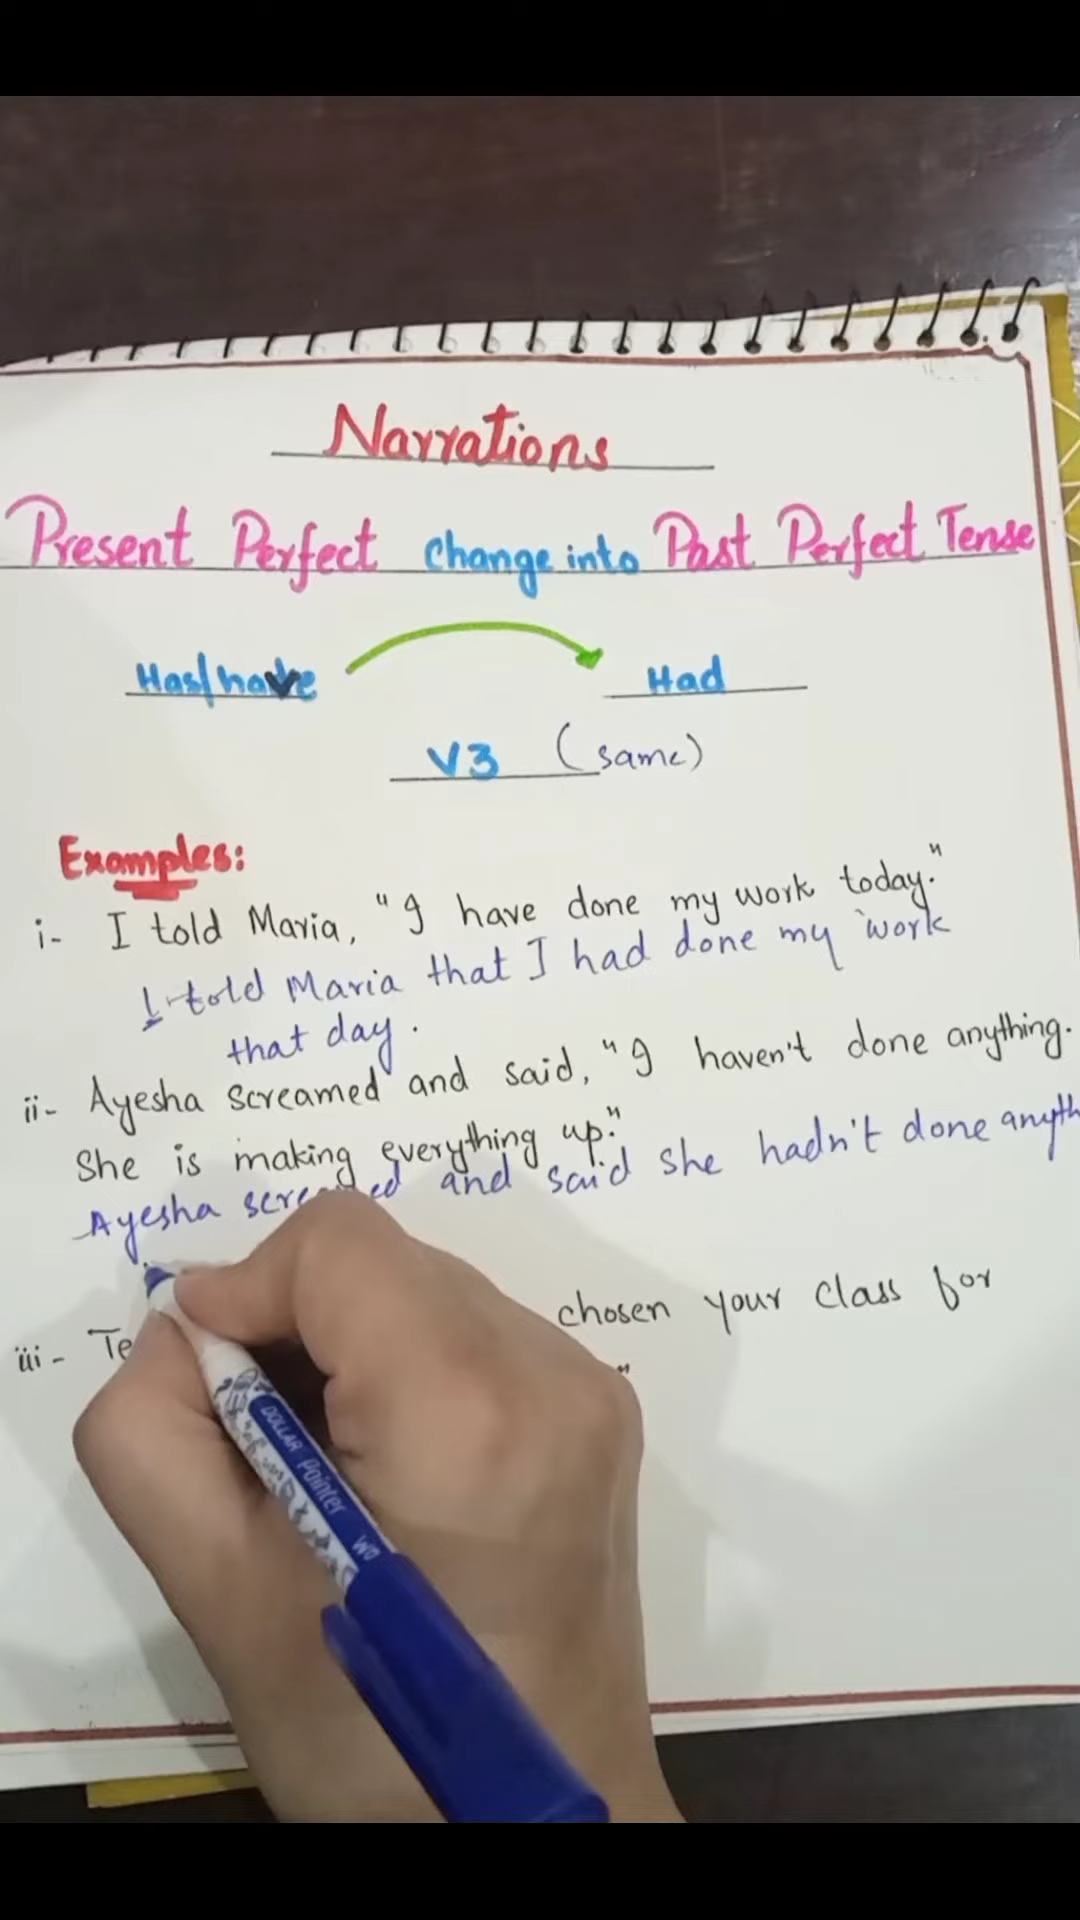 Narrations
Present Perfect change into Past Perfect Tense
Has/have Had
V3 (same)
Examples:
i- I told Maria, "I have done my work today."
I told Maria that I had done my work
that day.
ii- Ayesha screamed and said, "I haven't done anything.
She is making everything up."
Ayesha screamed and said she hadn't done anyth
iii- Te chosen your class for
"
DOLLAR Pointer